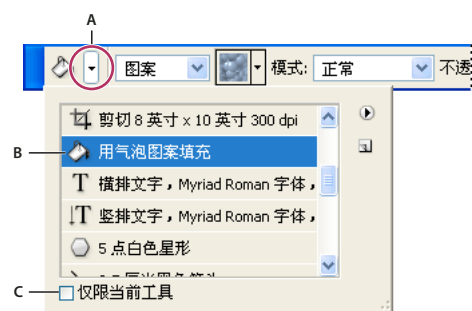 A
图案
模式: 正常
不透
剪切 8 英寸 x 10 英寸 300 dpi
B
用气泡图案填充
T 横排文字，Myriad Roman 字体，
T 竖排文字，Myriad Roman 字体，
5 点白色星形
C
仅限当前工具